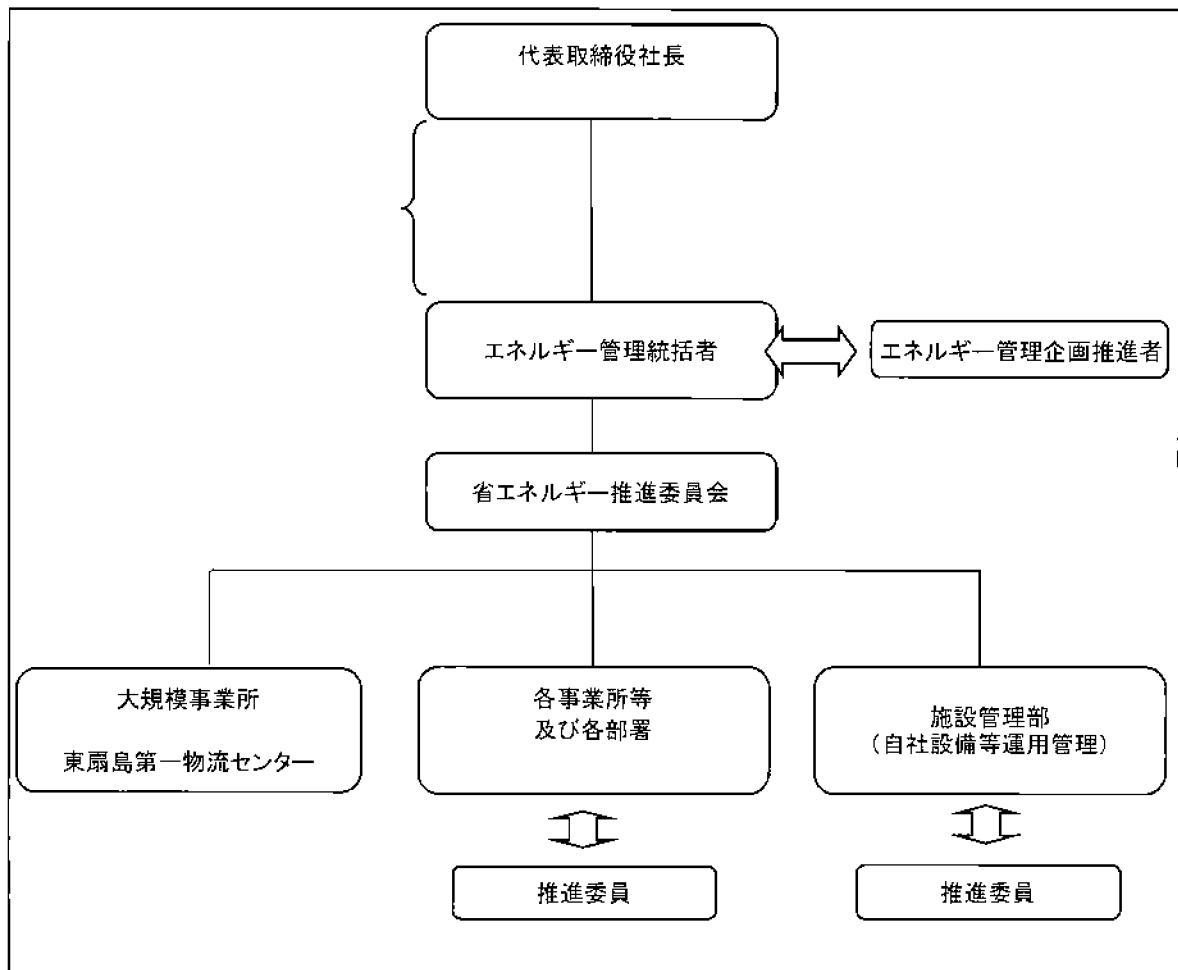 代表取締役社長
エネルギー管理統括者
エネルギー管理企画推進者
省エネルギー推進委員会
大規模事業所
東扇島第一物流センター
各事業所等
及び各部署
施設管理部
（自社設備等運用管理）
推進委員
推進委員